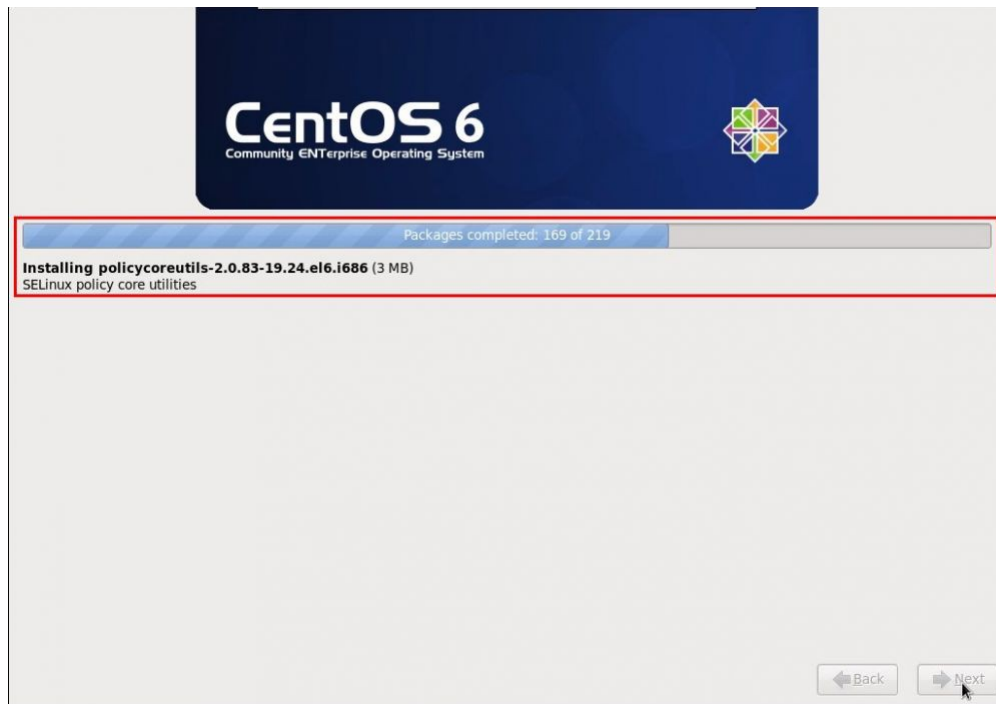 CentOS 6
Community ENTerprise Operating System
Packages completed: 169 of 219
Installing policycoreutils-2.0.83-19.24.el6.i686 (3 MB)
SELinux policy core utilities
Back
Next